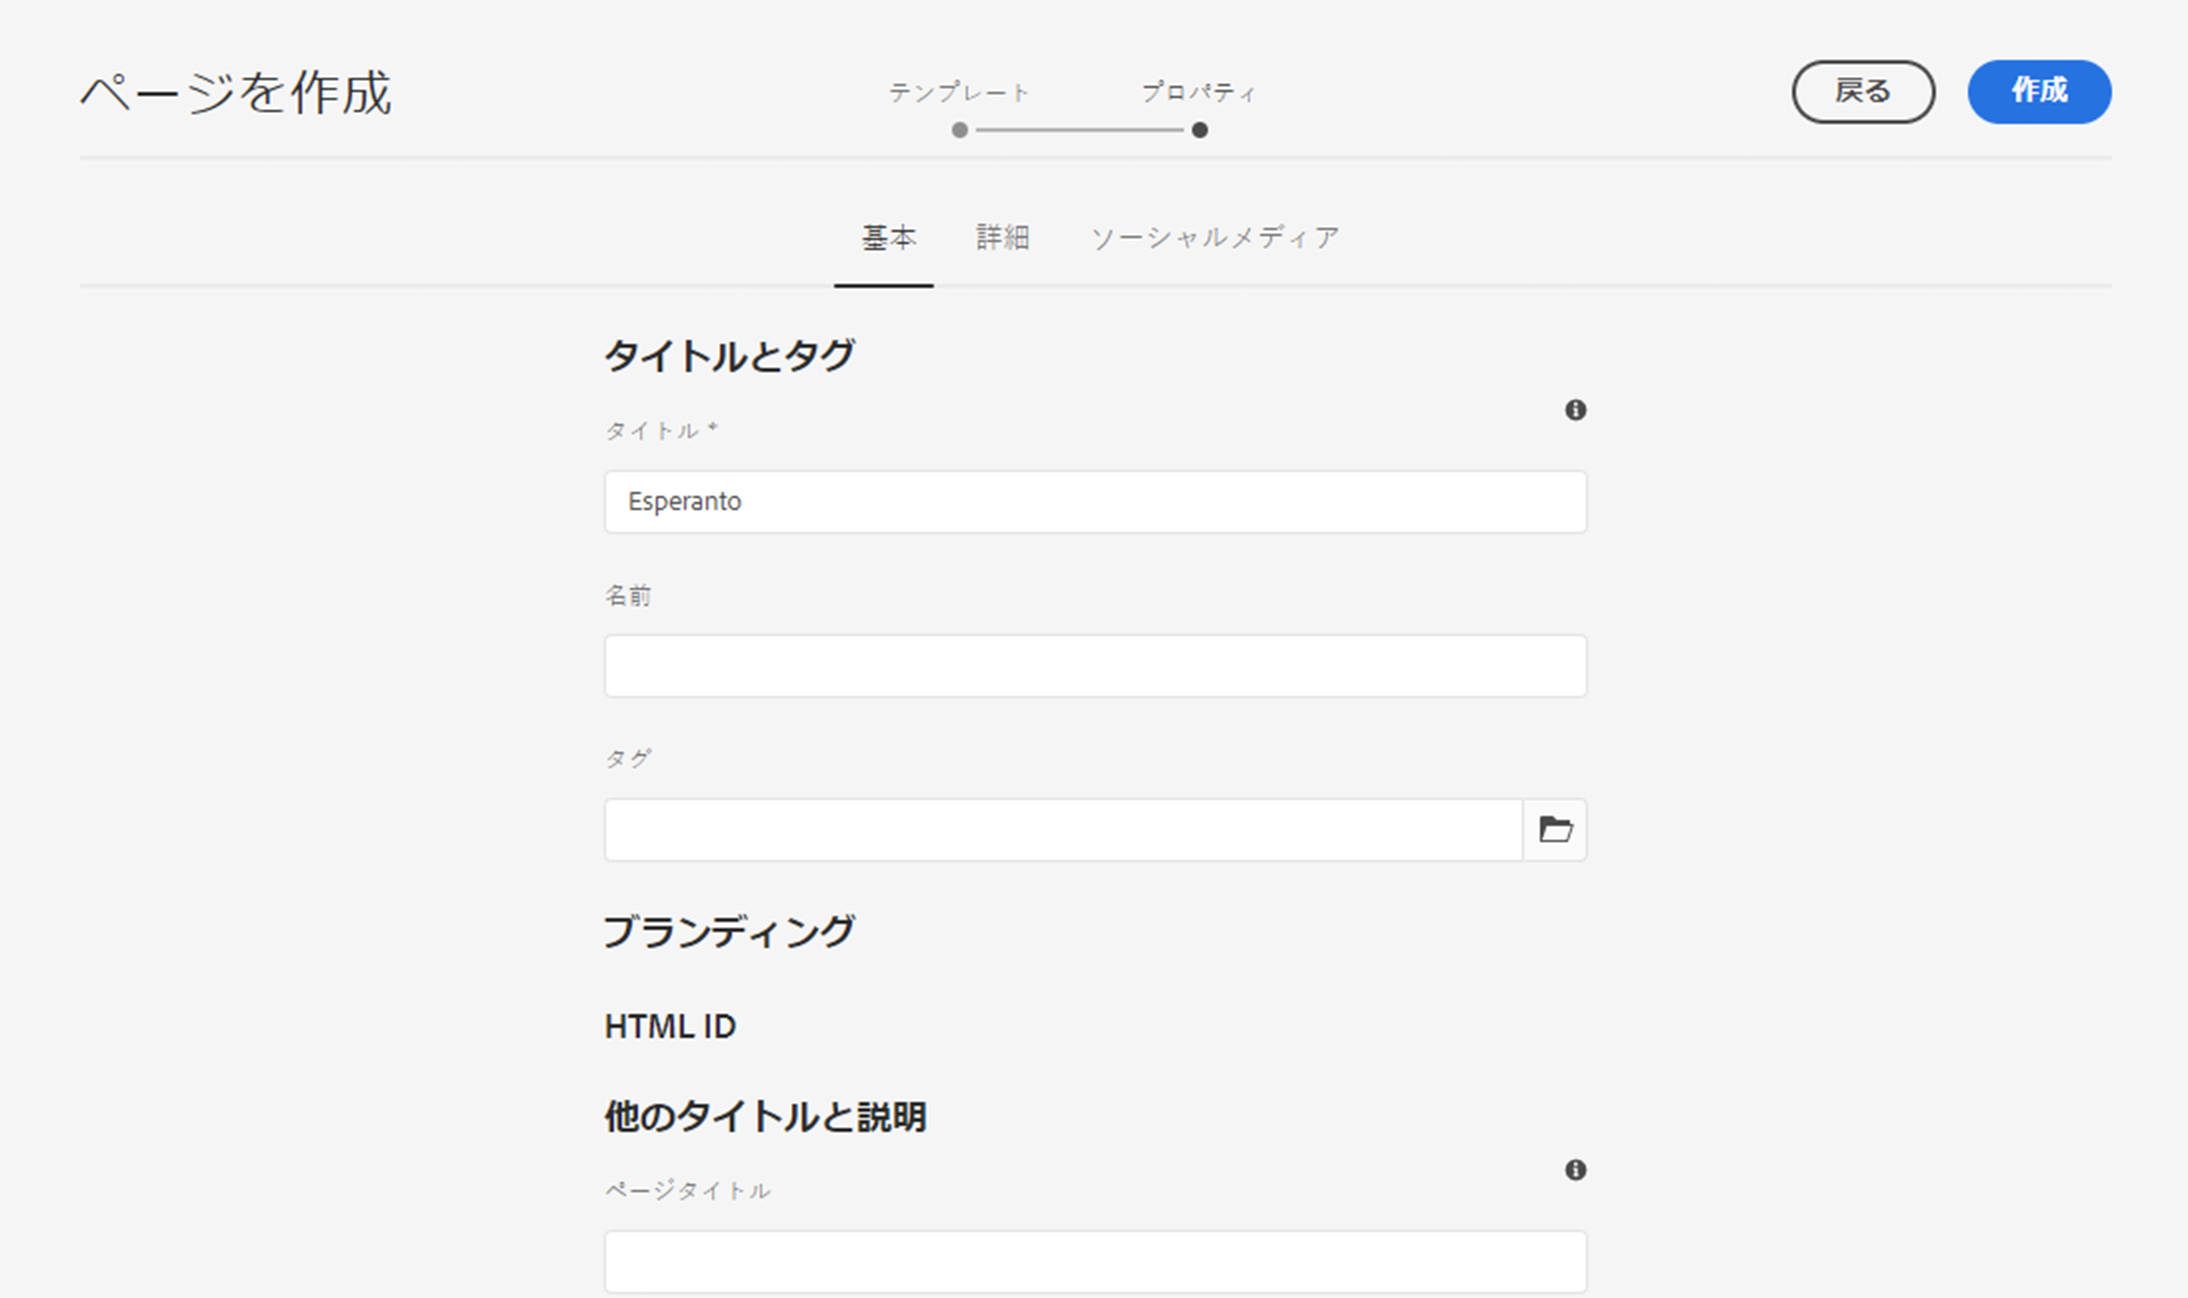 ページを作成
テンプレート
プロパティ
戻る
作成
基本
詳細
ソーシャルメディア
タイトルとタグ
タイトル *
Esperanto
名前
タグ
ブランディング
HTML ID
他のタイトルと説明
ページタイトル